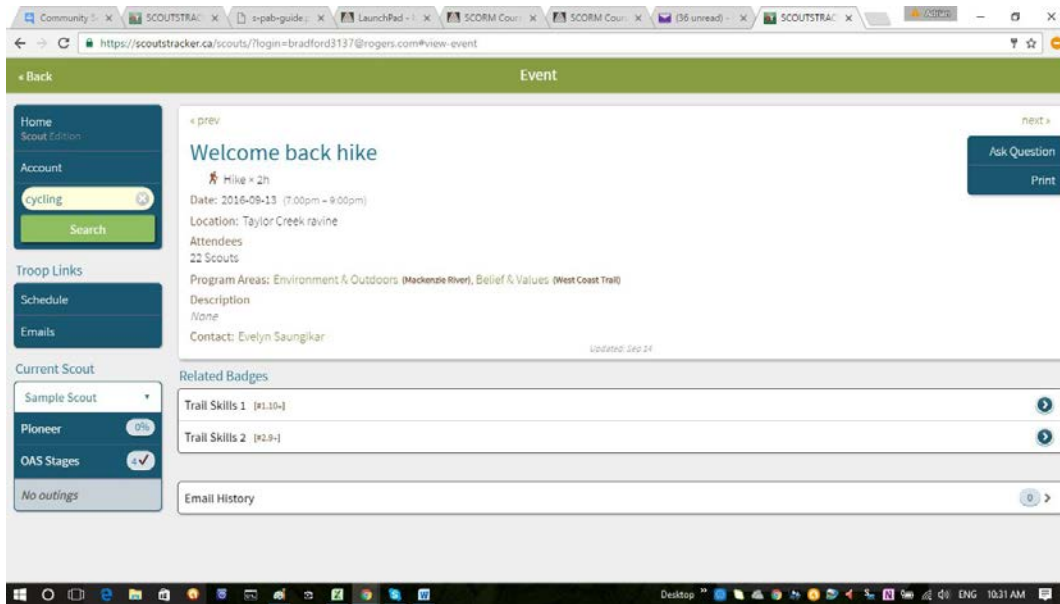 Community S
SCOUTSTRAC
s-pab-guide.p
LaunchPad - I
SCORM Cour
SCORM Cour
(36 unread) -
SCOUTSTRAC
https://scoutstracker.ca/scouts/?login=bradford3137@rogers.com#view-event
« Back
Event
Home
Scout Edition
Account
cycling
Search
Troop Links
Schedule
Emails
Current Scout
Sample Scout
Pioneer 0%
OAS Stages 4✓
No outings
« prev
next »
Welcome back hike
Hike × 2h
Date: 2016-09-13 (7:00pm – 9:00pm)
Location: Taylor Creek ravine
Attendees
22 Scouts
Program Areas: Environment & Outdoors (Mackenzie River), Belief & Values (West Coast Trail)
Description
None
Contact: Evelyn Saungikar
Updated: Sep 14
Ask Question
Print
Related Badges
Trail Skills 1 [#1.10~]
Trail Skills 2 [#2.9~]
Email History 0
Desktop » ENG 10:31 AM